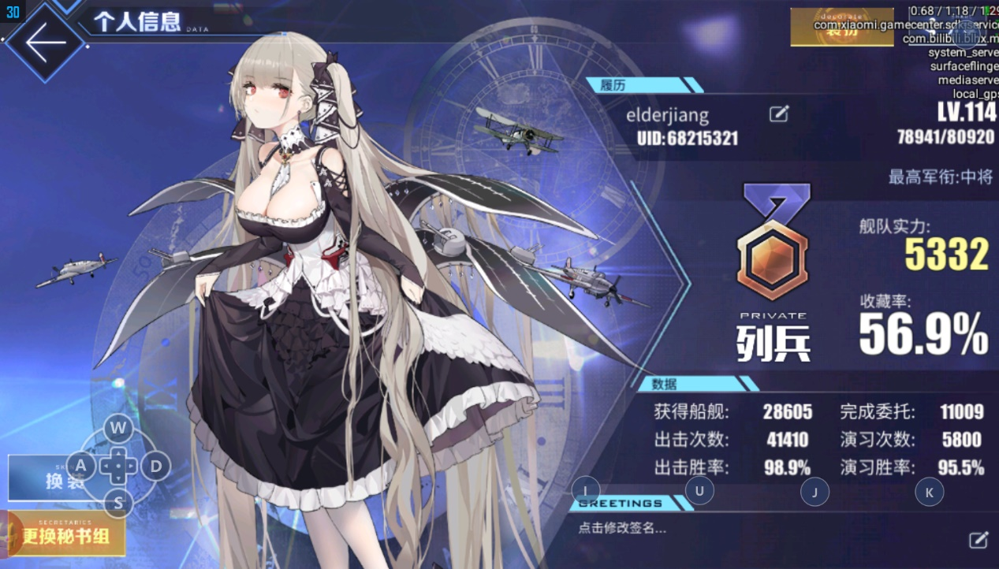 30
个人信息 DATA
decorate
装扮
0.68 / 1.18 / 1.29
com.xiaomi.gamecenter.sdk.service
com.bilibili.blhx.m
system_serve
surfaceflinge
mediaserve
local_gps
履历
elderjiang
UID:68215321
LV.114
78941/80920
最高军衔:中将
舰队实力:
5332
收藏率:
56.9%
PRIVATE
列兵
数据
获得船舰: 28605 完成委托: 11009
出击次数: 41410 演习次数: 5800
出击胜率: 98.9% 演习胜率: 95.5%
I U J K
GREETINGS
点击修改签名...
W
A D
S
换装
SECRETARIES
更换秘书组